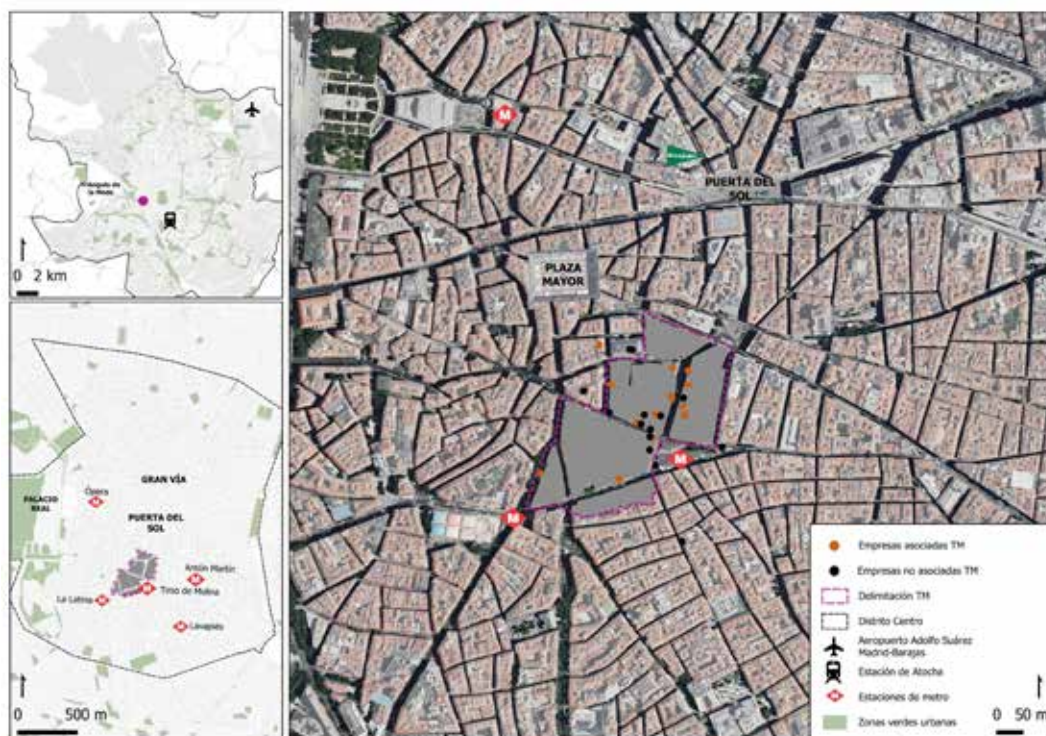 Triángulo de
la Moda
0 2 km
GRAN VÍA
PALACIO
REAL
Ópera
PUERTA DEL
SOL
Antón Martín
Tirso de Molina
La Latina
Lavapies
0 500 m
M
PUERTA DEL
SOL
PLAZA
MAYOR
M
M
Empresas asociadas TM
Empresas no asociadas TM
Delimitación TM
Distrito Centro
Aeropuerto Adolfo Suárez
Madrid-Barajas
Estación de Atocha
Estaciones de metro
Zonas verdes urbanas
0 50 m